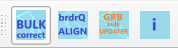 BULK
correct
brdrQ
ALIGN
GRB
bulk
UPDATER
i